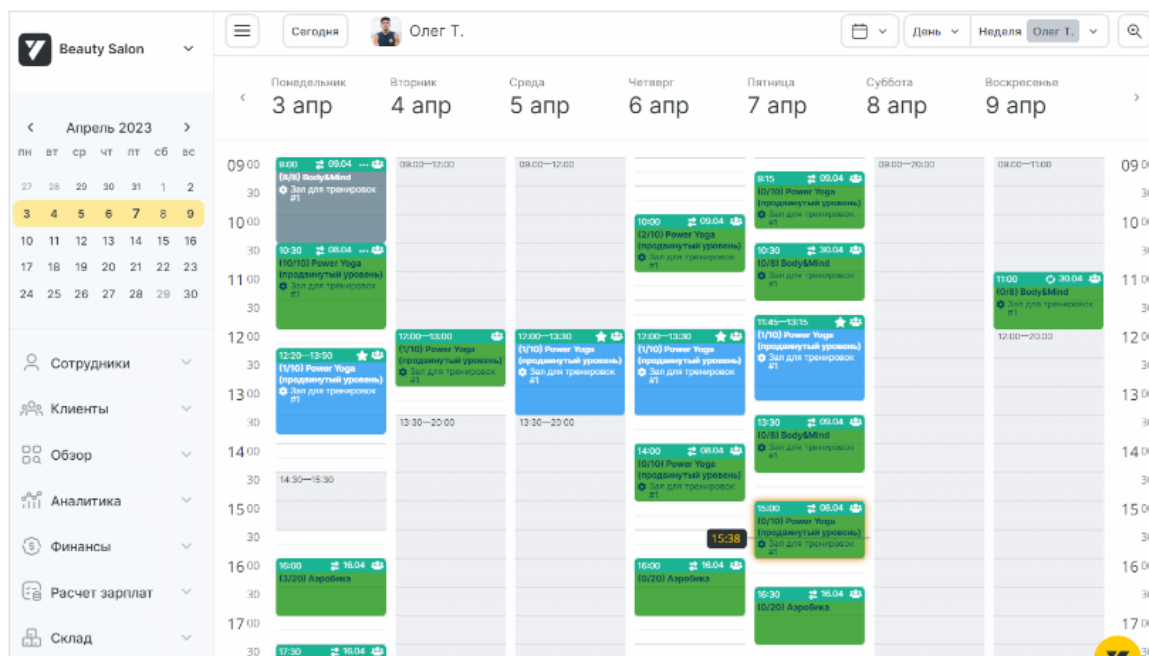 Beauty Salon
Сегодня
Олег Т.
День
Неделя Олег Т.
Апрель 2023
пн вт ср чт пт сб вс
27 28 29 30 31 1 2
3 4 5 6 7 8 9
10 11 12 13 14 15 16
17 18 19 20 21 22 23
24 25 26 27 28 29 30
Сотрудники
Клиенты
Обзор
Аналитика
Финансы
Расчет зарплат
Склад
Понедельник
3 апр
Вторник
4 апр
Среда
5 апр
Четверг
6 апр
Пятница
7 апр
Суббота
8 апр
Воскресенье
9 апр
09 00
30
10 00
30
11 00
30
12 00
30
13 00
30
14 00
30
15 00
30
16 00
30
17 00
30
9:00 09.04
(8/8) Body&Mind
Зал для тренировок
#1
10:30 08.04
(10/10) Power Yoga
(продвинутый уровень)
Зал для тренировок
#1
12:20—13:50
(1/10) Power Yoga
(продвинутый уровень)
Зал для тренировок
#1
14:30—15:30
16:00 16.04
(3/20) Аэробика
17:30 16.04
09:00—12:00
12:00—13:00
(1/10) Power Yoga
(продвинутый уровень)
Зал для тренировок
#1
13:30—20:00
09:00—12:00
12:00—13:30
(1/10) Power Yoga
(продвинутый уровень)
Зал для тренировок
#1
13:30—20:00
10:00 09.04
(2/10) Power Yoga
(продвинутый уровень)
Зал для тренировок
#1
12:00—13:30
(1/10) Power Yoga
(продвинутый уровень)
Зал для тренировок
#1
14:00 08.04
(0/10) Power Yoga
(продвинутый уровень)
Зал для тренировок
#1
15:38
16:00 16.04
(0/20) Аэробика
9:15 09.04
(0/10) Power Yoga
(продвинутый уровень)
Зал для тренировок
#1
10:30 30.04
(0/8) Body&Mind
Зал для тренировок
#1
11:45—13:15
(1/10) Power Yoga
(продвинутый уровень)
Зал для тренировок
#1
13:30 09.04
(0/8) Body&Mind
Зал для тренировок
#1
15:00 08.04
(0/10) Power Yoga
(продвинутый уровень)
Зал для тренировок
#1
16:30 16.04
(0/20) Аэробика
09:00—20:00
09:00—11:00
11:00 30.04
(0/8) Body&Mind
Зал для тренировок
#1
12:00—20:00